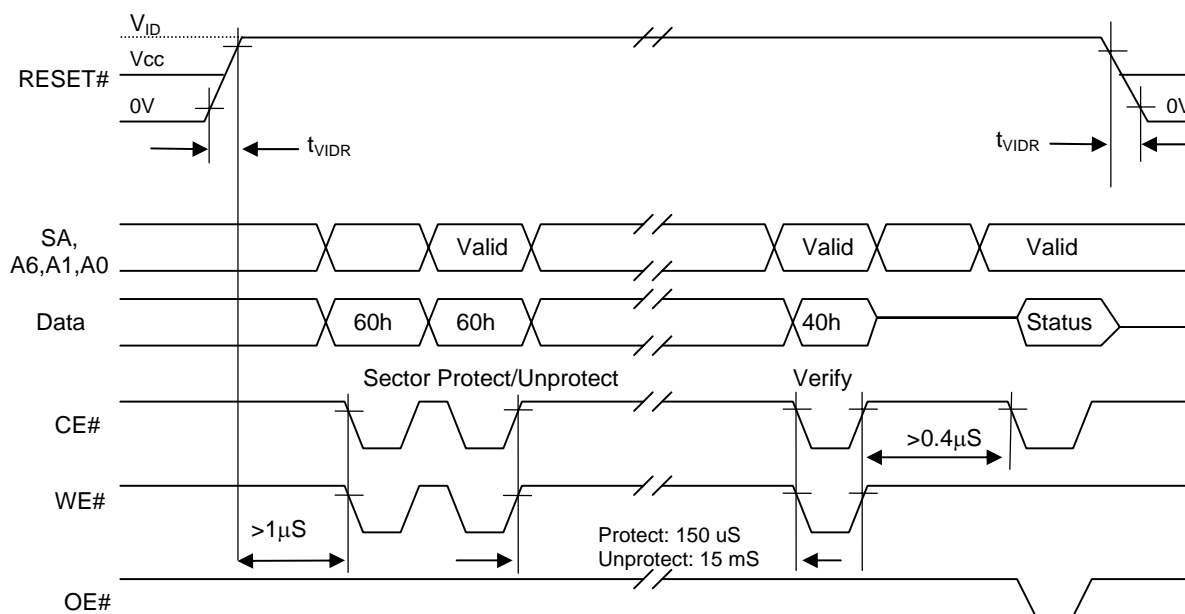 VID
Vcc
RESET#
0V
0V
tVIDR
tVIDR
SA,
A6,A1,A0
Valid
Valid
Valid
Data
60h
60h
40h
Status
Sector Protect/Unprotect
Verify
CE#
>0.4μS
WE#
>1μS
Protect: 150 uS
Unprotect: 15 mS
OE#